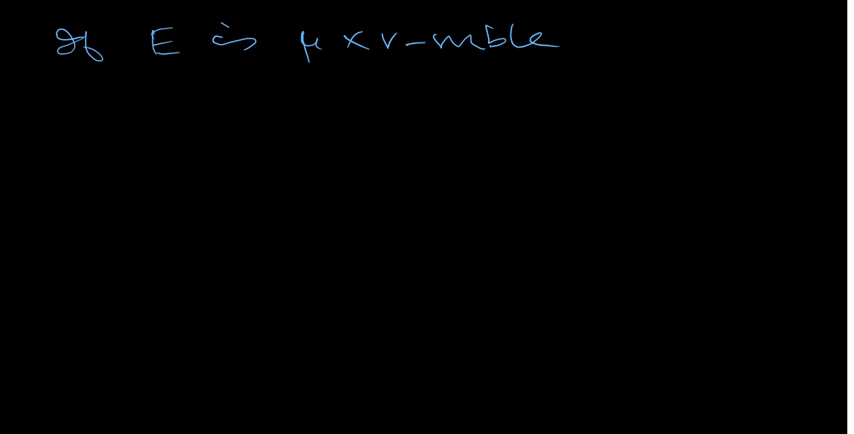 If E is μ × ν-mble